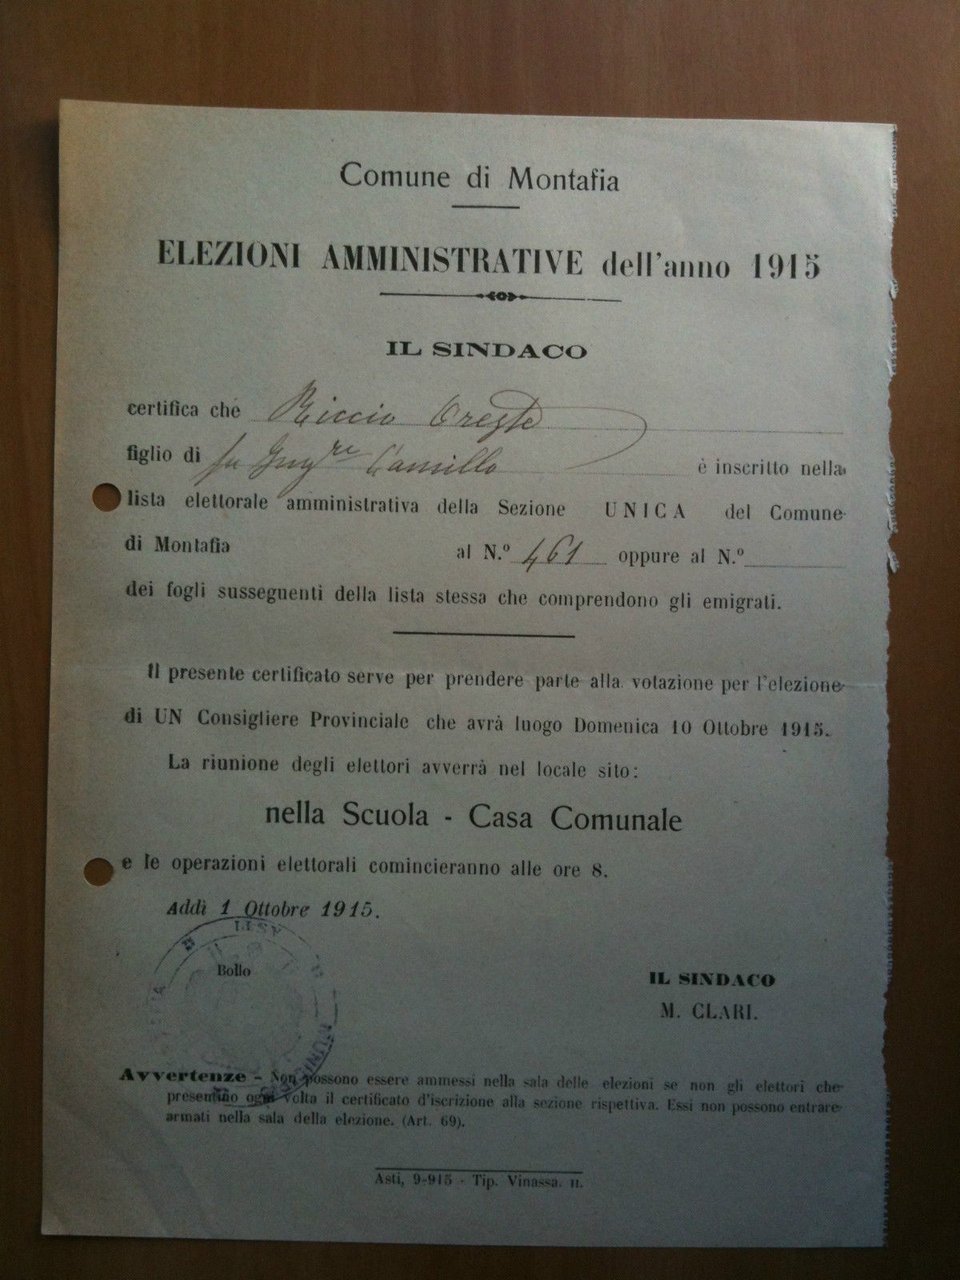 Comune di Montafia
ELEZIONI AMMINISTRATIVE dell'anno 1915
IL SINDACO
certifica che Riccio Oreste
figlio di fu Camillo è inscritto nella
lista elettorale amministrativa della Sezione UNICA del Comune
di Montafia al N.º 461 oppure al N.º
dei fogli susseguenti della lista stessa che comprendono gli emigrati.
Il presente certificato serve per prendere parte alla votazione per l'elezione
di UN Consigliere Provinciale che avrà luogo Domenica 10 Ottobre 1915.
La riunione degli elettori avverrà nel locale sito:
nella Scuola - Casa Comunale
e le operazioni elettorali comincieranno alle ore 8.
Addì 1 Ottobre 1915.
Bollo
IL SINDACO
M. CLARI.
Avvertenze - Non possono essere ammessi nella sala delle elezioni se non gli elettori che
presentino ogni volta il certificato d'iscrizione alla sezione rispettiva. Essi non possono entrare
armati nella sala della elezione. (Art. 69).
Asti, 9-915 - Tip. Vinassa. II.